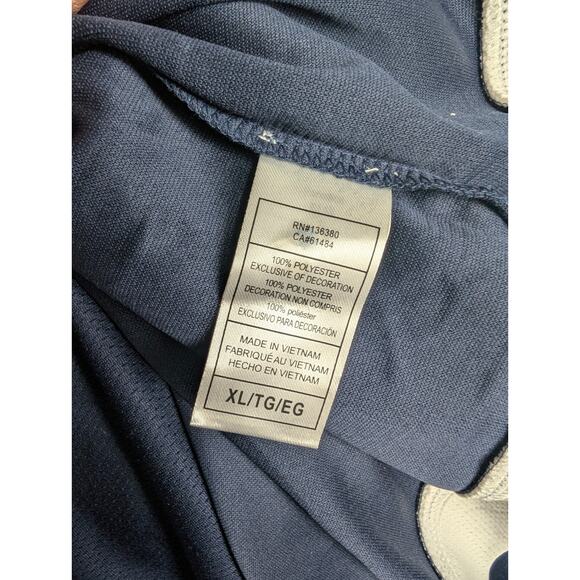 RN#136380
CA#61484
100% POLYESTER
EXCLUSIVE OF DECORATION
100% POLYESTER
DECORATION NON COMPRIS
100% poliéster
EXCLUSIVO PARA DECORACIÓN
MADE IN VIETNAM
FABRIQUÉ AU VIETNAM
HECHO EN VIETNAM
XL/TG/EG